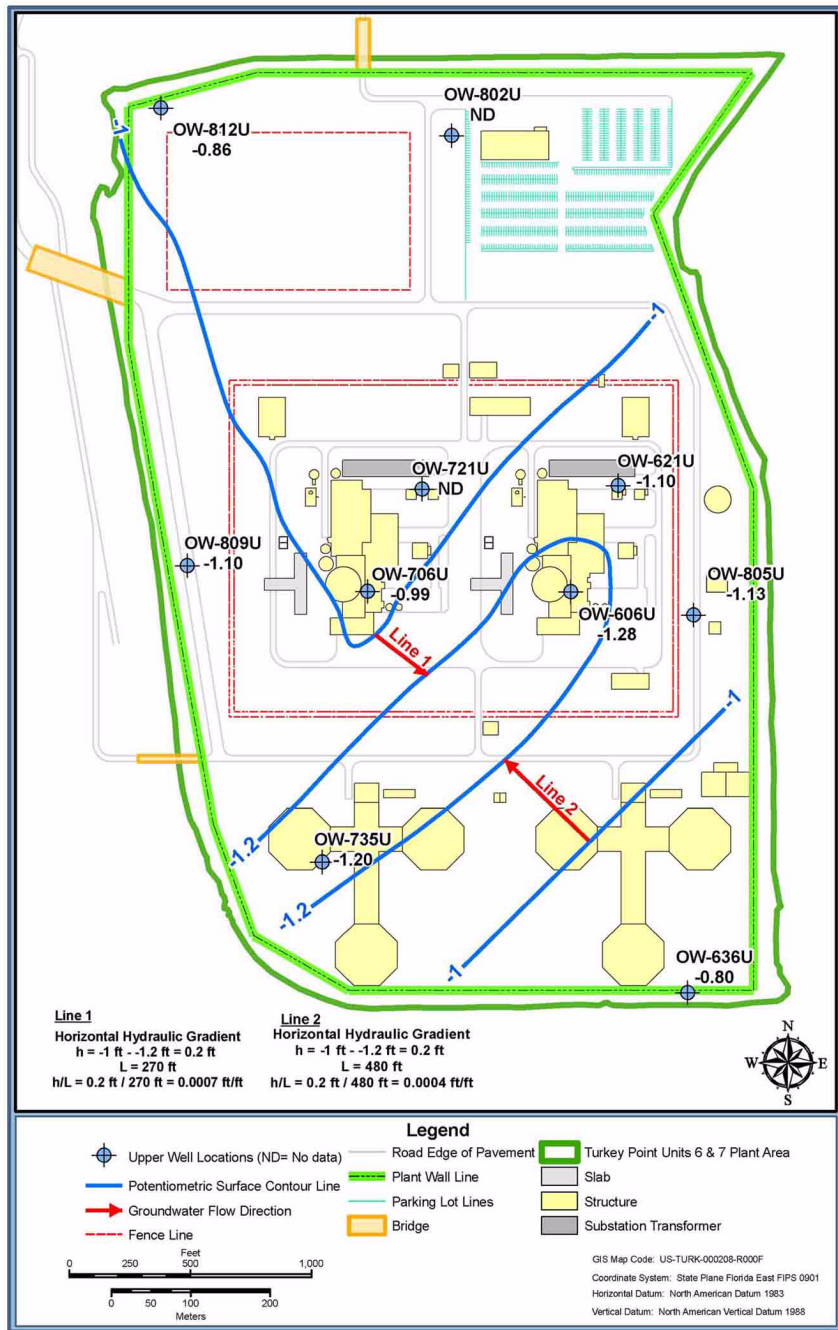 OW-802U
ND
-1
OW-812U
-0.86
-1
OW-721U
ND
OW-621U
-1.10
OW-809U
-1.10
OW-706U
-0.99
OW-805U
-1.13
OW-606U
-1.28
Line 1
-1
Line 2
-1.2
OW-735U
-1.20
-1.2
-1
OW-636U
-0.80
Line 1
Horizontal Hydraulic Gradient
h = -1 ft - -1.2 ft = 0.2 ft
L = 270 ft
h/L = 0.2 ft / 270 ft = 0.0007 ft/ft
Line 2
Horizontal Hydraulic Gradient
h = -1 ft - -1.2 ft = 0.2 ft
L = 480 ft
h/L = 0.2 ft / 480 ft = 0.0004 ft/ft
N
W
E
S
Legend
Upper Well Locations (ND= No data)
Potentiometric Surface Contour Line
Groundwater Flow Direction
Fence Line
Road Edge of Pavement
Plant Wall Line
Parking Lot Lines
Bridge
Turkey Point Units 6 & 7 Plant Area
Slab
Structure
Substation Transformer
Feet
0 250 500 1,000
0 50 100 200
Meters
GIS Map Code: US-TURK-000208-R000F
Coordinate System: State Plane Florida East FIPS 0901
Horizontal Datum: North American Datum 1983
Vertical Datum: North American Vertical Datum 1988